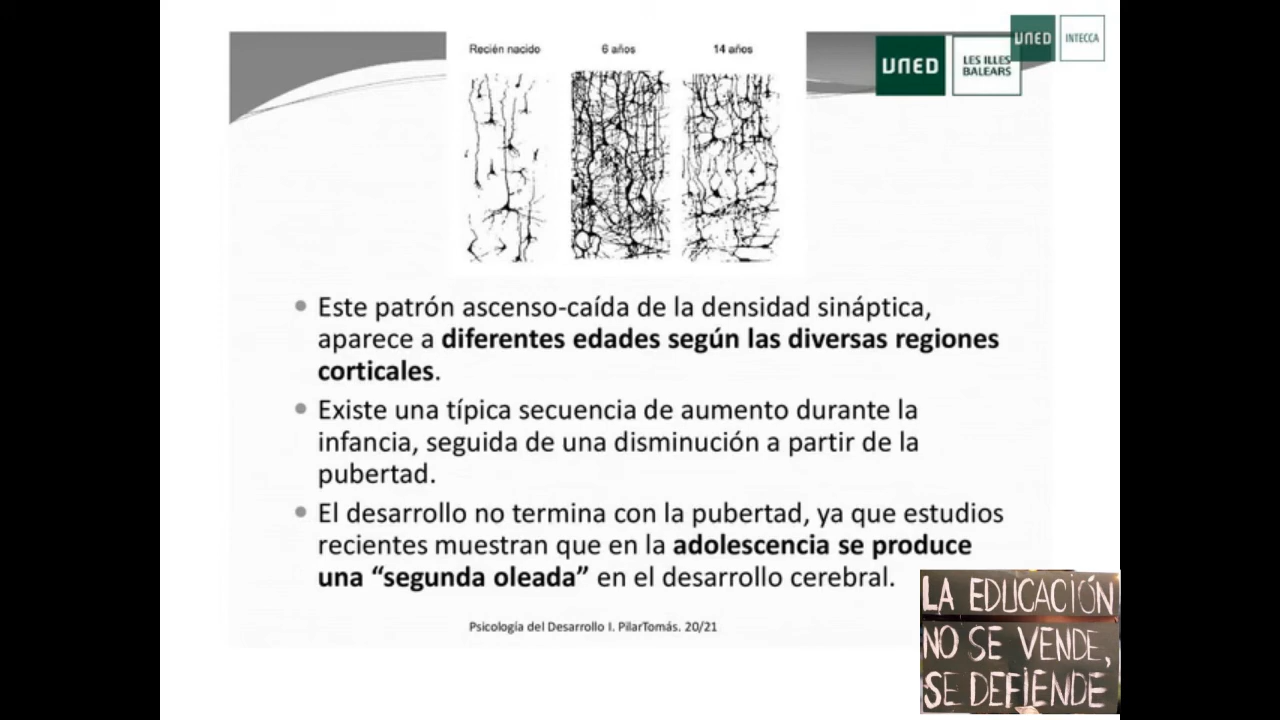 Recién nacido 6 años 14 años
UNED
LES ILLES
BALEARS
UNED
INTECCA
Este patrón ascenso-caída de la densidad sináptica,
aparece a diferentes edades según las diversas regiones
corticales.
Existe una típica secuencia de aumento durante la
infancia, seguida de una disminución a partir de la
pubertad.
El desarrollo no termina con la pubertad, ya que estudios
recientes muestran que en la adolescencia se produce
una “segunda oleada” en el desarrollo cerebral.
Psicología del Desarrollo I. PilarTomás. 20/21
LA EDUCACIÓN
NO SE VENDE,
SE DEFIENDE